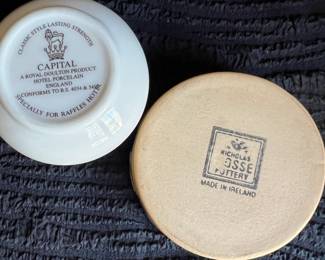 CLASSIC STYLE-LASTING STRENGTH
CAPITAL
A ROYAL DOULTON PRODUCT
HOTEL PORCELAIN
ENGLAND
CONFORMS TO B.S. 4034 &
SPECIALLY FOR RAFFLES HOTEL
NICHOLAS
MOSSE
POTTERY
MADE IN IRELAND